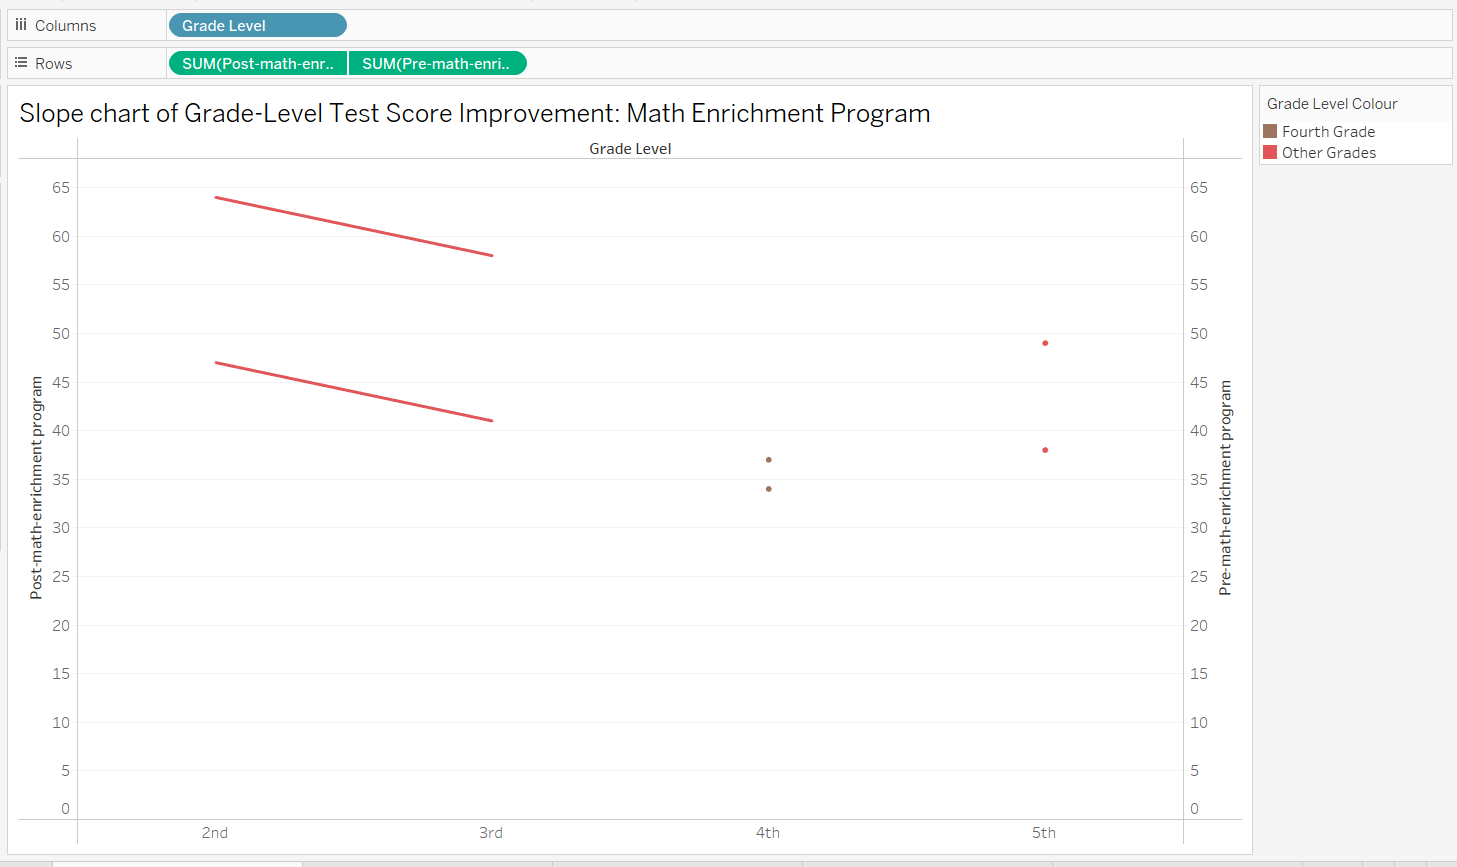 Columns
Grade Level
Rows
SUM(Post-math-enr..
SUM(Pre-math-enri..
Slope chart of Grade-Level Test Score Improvement: Math Enrichment Program
Grade Level
Post-math-enrichment program
65
60
55
50
45
40
35
30
25
20
15
10
5
0
65
60
55
50
45
40
35
30
25
20
15
10
5
0
Pre-math-enrichment program
2nd
3rd
4th
5th
Grade Level Colour
Fourth Grade
Other Grades